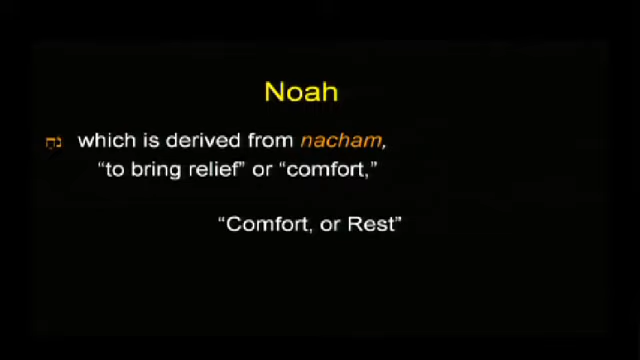 Noah
נֹחַ which is derived from nacham,
“to bring relief” or “comfort,”
“Comfort, or Rest”